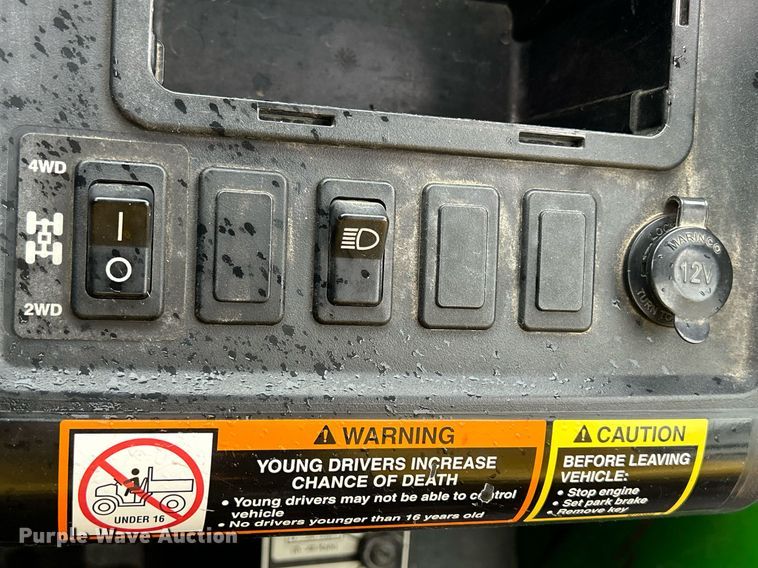 4WD
I
O
2WD
MARINCO
12V
WARNING
YOUNG DRIVERS INCREASE
CHANCE OF DEATH
• Young drivers may not be able to control
vehicle
• No drivers younger than 16 years old
UNDER 16
CAUTION
BEFORE LEAVING
VEHICLE:
• Stop engine
• Set park brake
• Remove key
Purple Wave Auction